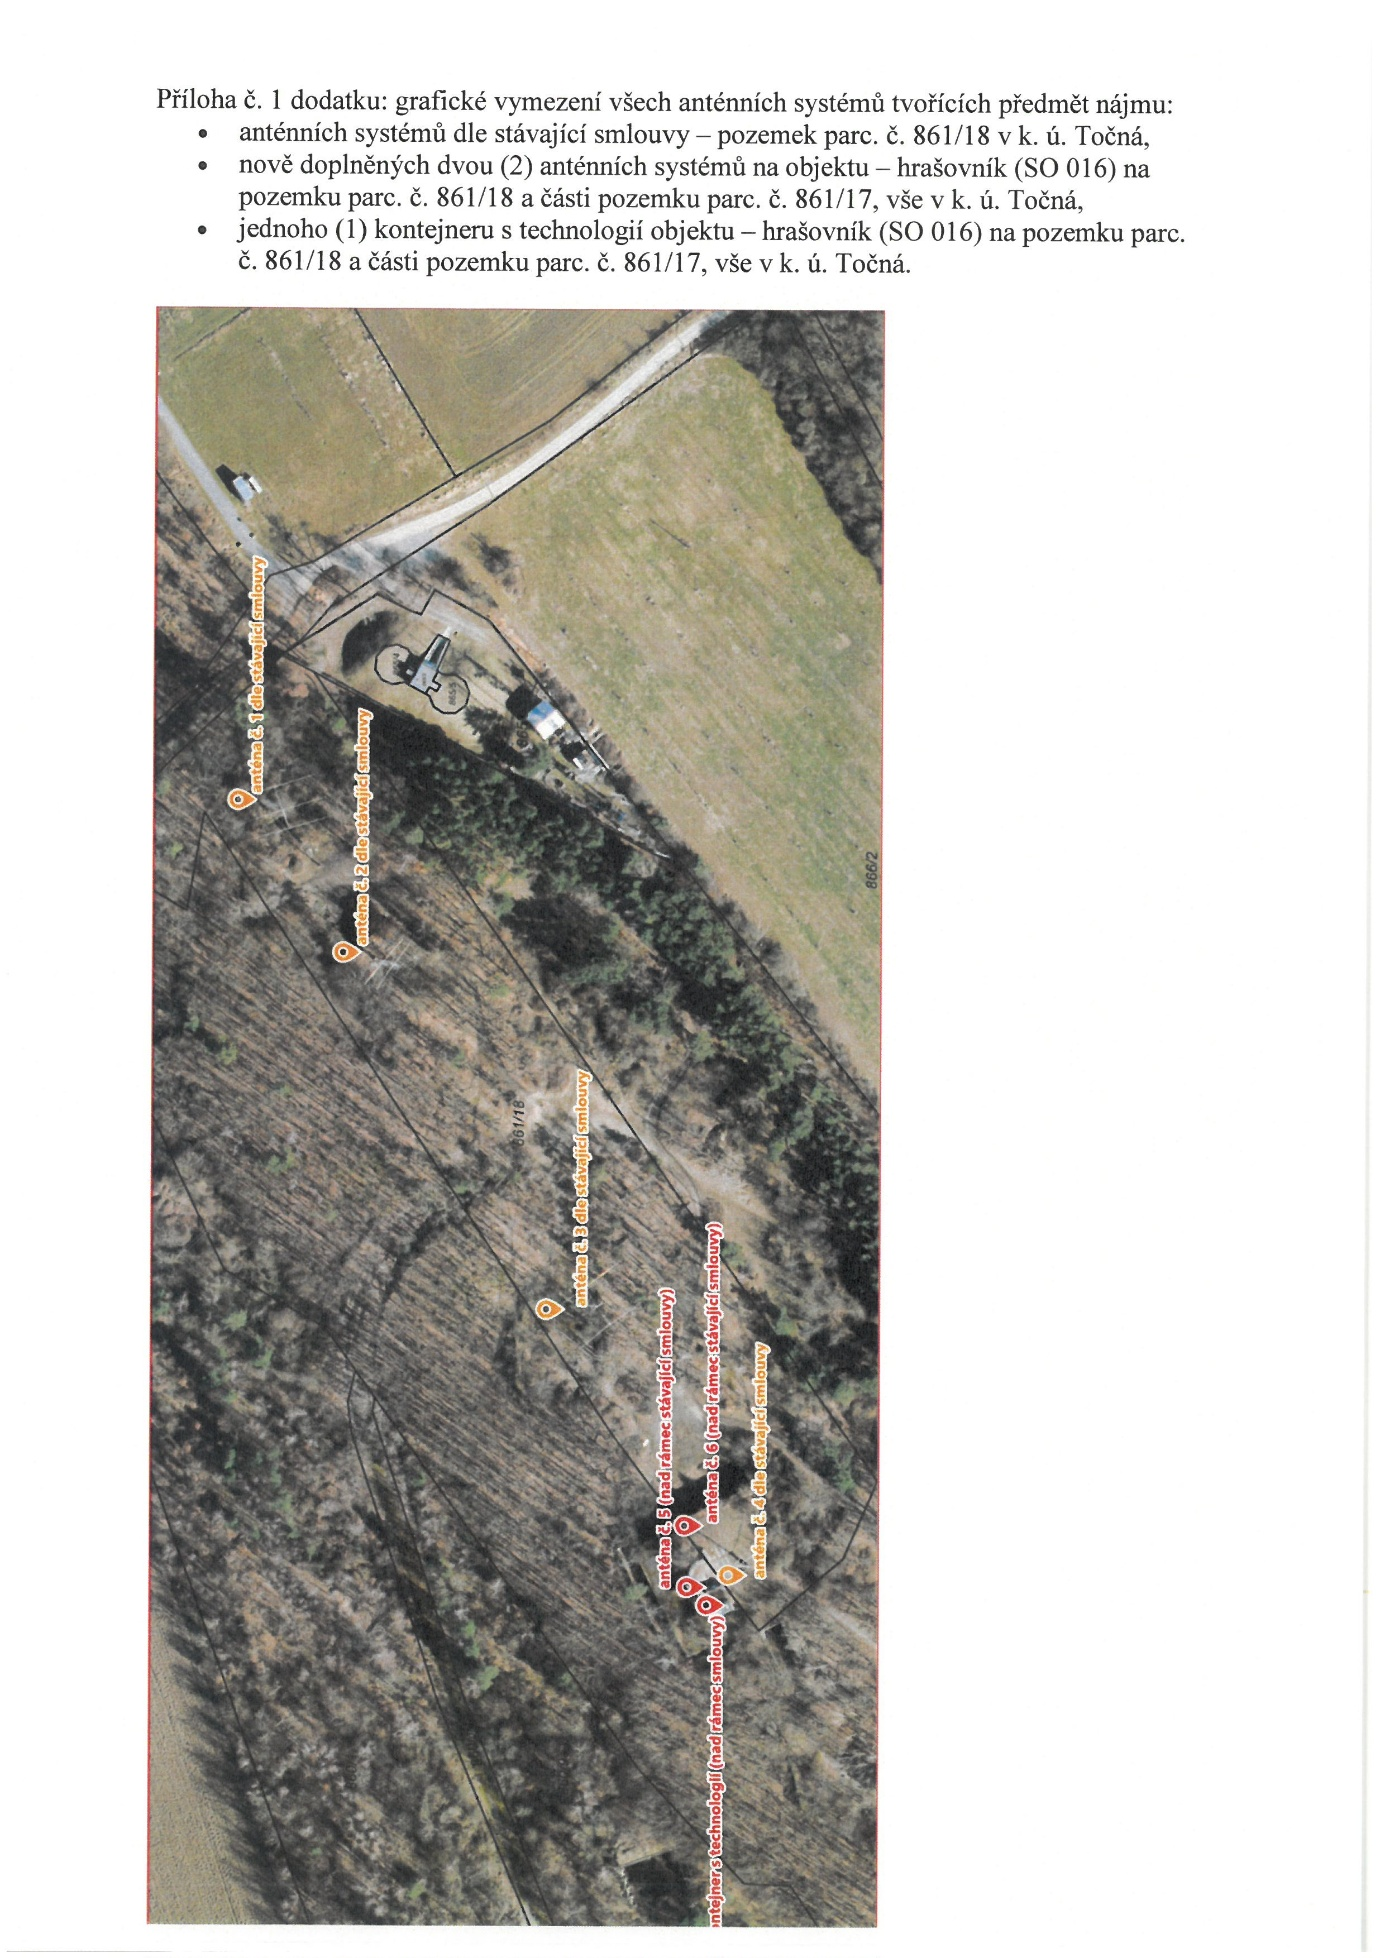 Příloha č. 1 dodatku: grafické vymezení všech anténních systémů tvořících předmět nájmu:
• anténních systémů dle stávající smlouvy – pozemek parc. č. 861/18 v k. ú. Točná,
• nově doplněných dvou (2) anténních systémů na objektu – hrašovník (SO 016) na
pozemku parc. č. 861/18 a části pozemku parc. č. 861/17, vše v k. ú. Točná,
• jednoho (1) kontejneru s technologií objektu – hrašovník (SO 016) na pozemku parc.
č. 861/18 a části pozemku parc. č. 861/17, vše v k. ú. Točná.
anténa č. 1 dle stávající smlouvy
anténa č. 2 dle stávající smlouvy
865/5
866/2
861/18
anténa č. 3 dle stávající smlouvy
anténa č. 5 (nad rámec stávající smlouvy)
anténa č. 6 (nad rámec stávající smlouvy)
anténa č. 4 dle stávající smlouvy
ntejner s technologií (nad rámec smlouvy)